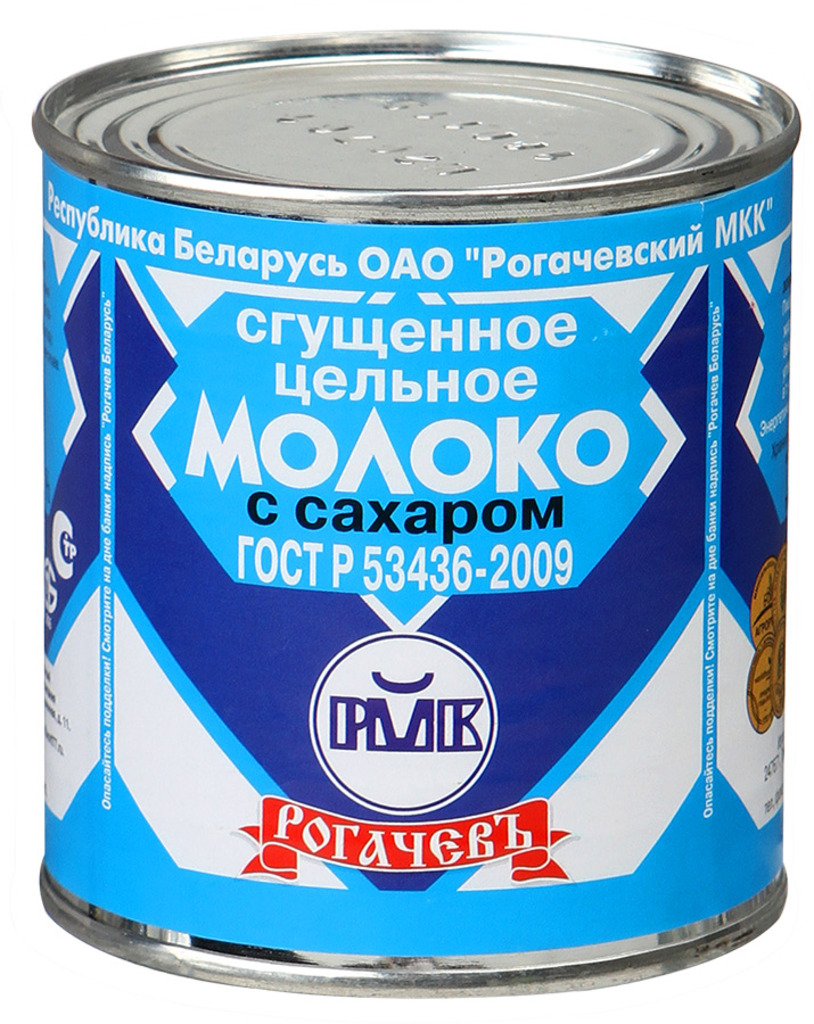 Республика Беларусь ОАО "Рогачевский МКК"
сгущенное
цельное
МОЛОКО
с сахаром
ГОСТ Р 53436-2009
РМК
РОГАЧЕВЪ
Опасайтесь подделки! Смотрите на дне банки надпись "Рогачев Беларусь"
Опасайтесь подделки! Смотрите на дне банки надпись "Рогачев Беларусь"